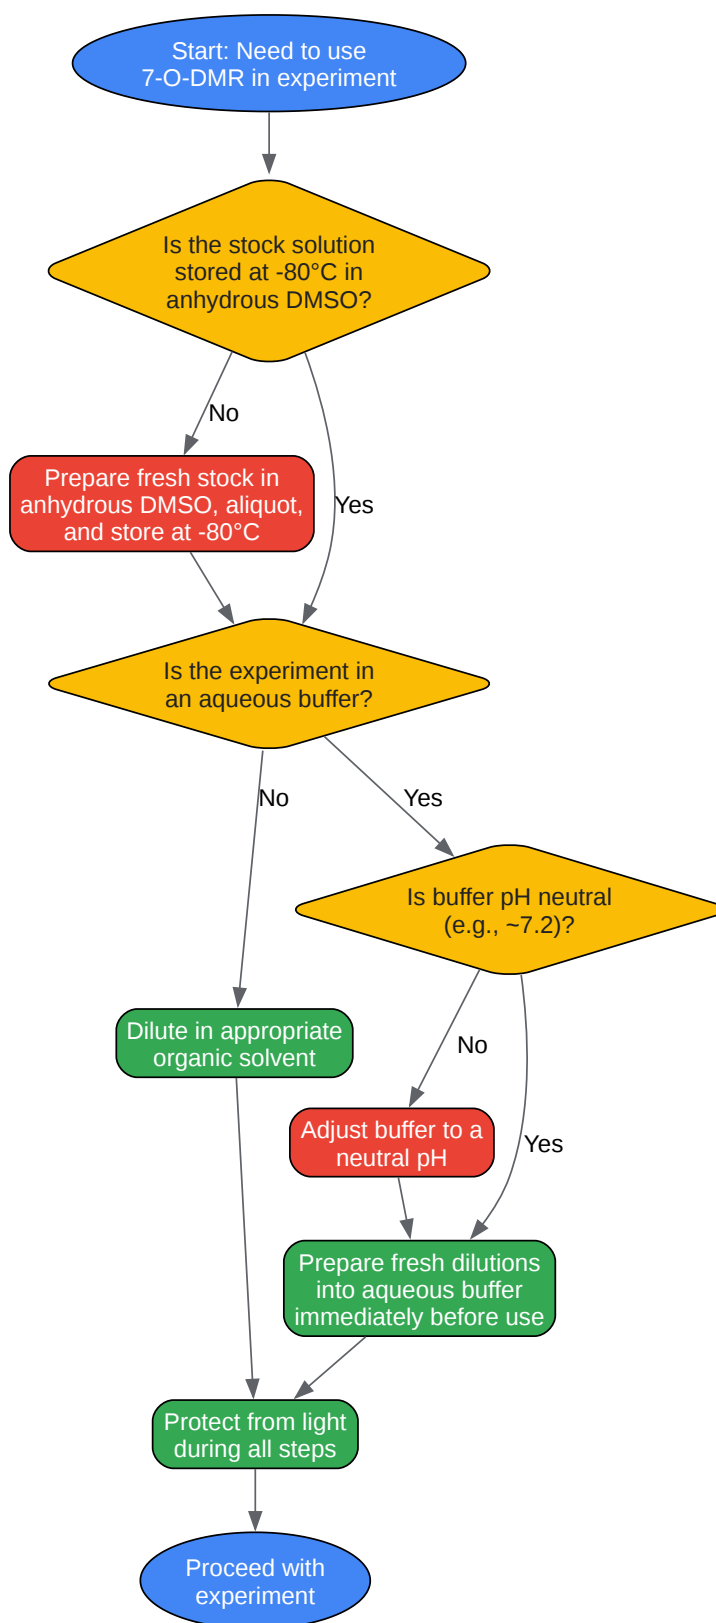 Start: Need to use
7-O-DMR in experiment
Is the stock solution
stored at -80°C in
anhydrous DMSO?
No
Prepare fresh stock in
anhydrous DMSO, aliquot,
and store at -80°C
Yes
Is the experiment in
an aqueous buffer?
No
Yes
Is buffer pH neutral
(e.g., ~7.2)?
Dilute in appropriate
organic solvent
No
Adjust buffer to a
neutral pH
Yes
Prepare fresh dilutions
into aqueous buffer
immediately before use
Protect from light
during all steps
Proceed with
experiment